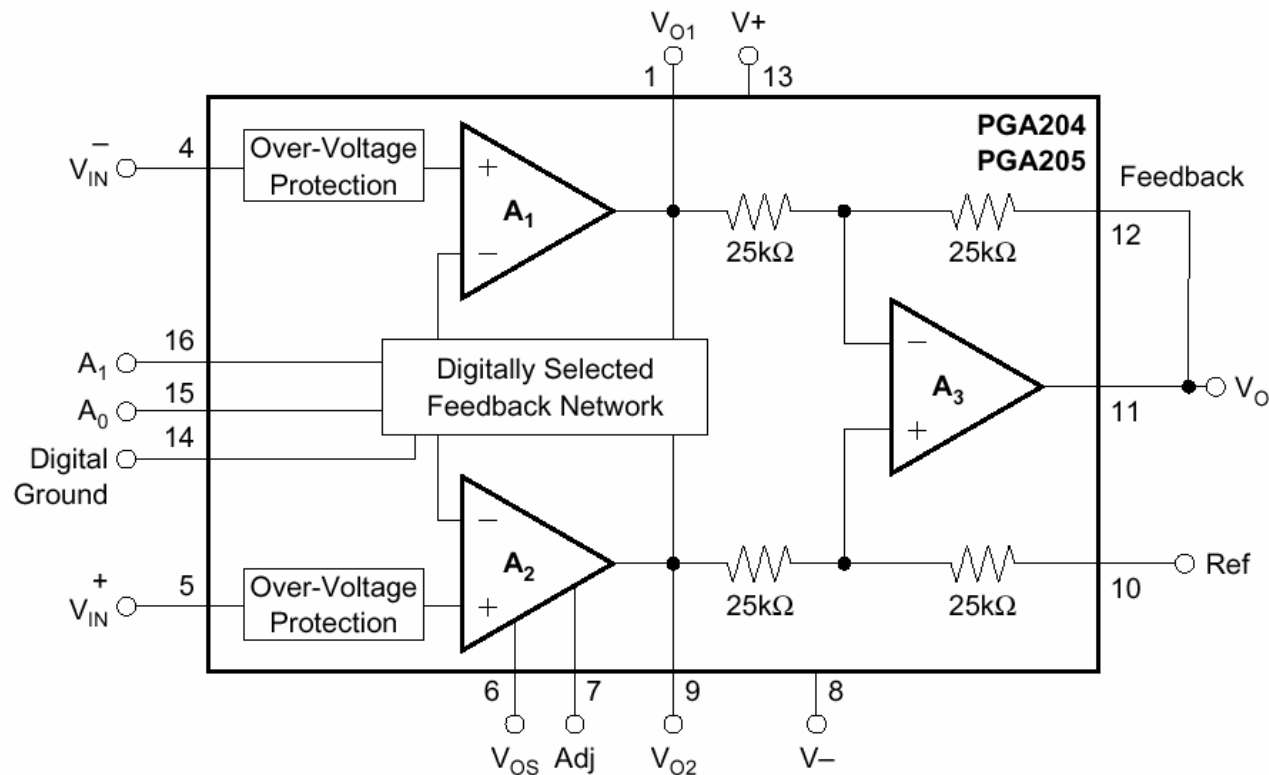 V_O1 V+
1 13
PGA204
PGA205
–
V_IN 4 Over-Voltage
Protection
+
A_1
–
25kΩ
25kΩ
Feedback
12
A_1 16
A_0 15
14
Digital
Ground
Digitally Selected
Feedback Network
–
A_3
+
11
V_O
–
A_2
+
+
V_IN 5 Over-Voltage
Protection
25kΩ
25kΩ
10
Ref
6 7 9 8
V_OS Adj V_O2 V–